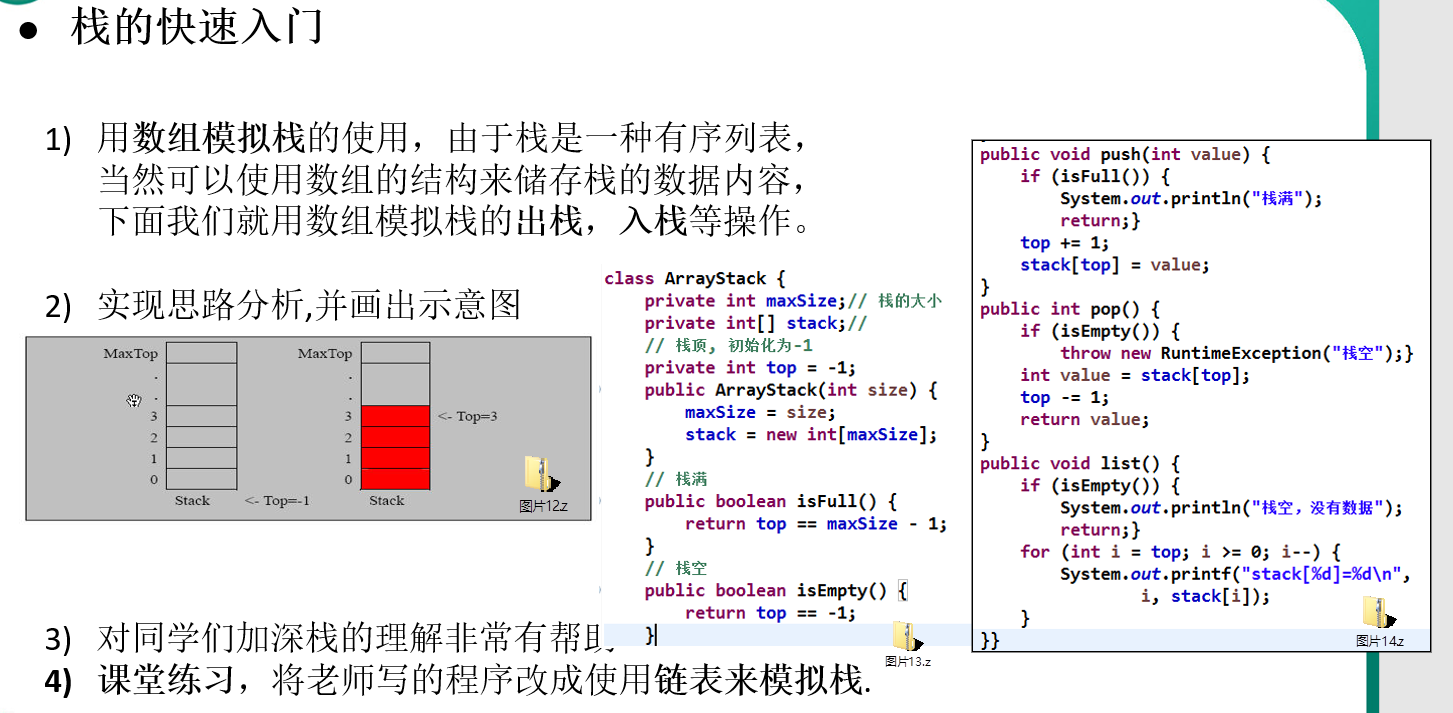 ● 栈的快速入门
1) 用数组模拟栈的使用，由于栈是一种有序列表，
当然可以使用数组的结构来储存栈的数据内容，
下面我们就用数组模拟栈的出栈，入栈等操作。
2) 实现思路分析,并画出示意图
MaxTop
.
.
3
2
1
0
Stack
<- Top=-1
MaxTop
.
.
3
2
1
0
Stack
<- Top=3
图片12.z
class ArrayStack {
    private int maxSize;// 栈的大小
    private int[] stack;//
    // 栈顶, 初始化为-1
    private int top = -1;
    public ArrayStack(int size) {
        maxSize = size;
        stack = new int[maxSize];
    }
    // 栈满
    public boolean isFull() {
        return top == maxSize - 1;
    }
    // 栈空
    public boolean isEmpty() {
        return top == -1;
    }
图片13.z
public void push(int value) {
    if (isFull()) {
        System.out.println("栈满");
        return;}
    top += 1;
    stack[top] = value;
}
public int pop() {
    if (isEmpty()) {
        throw new RuntimeException("栈空");}
    int value = stack[top];
    top -= 1;
    return value;
}
public void list() {
    if (isEmpty()) {
        System.out.println("栈空，没有数据");
        return;}
    for (int i = top; i >= 0; i--) {
        System.out.printf("stack[%d]=%d\n",
                i, stack[i]);
    }
}}
图片14.z
3) 对同学们加深栈的理解非常有帮
4) 课堂练习，将老师写的程序改成使用链表来模拟栈.